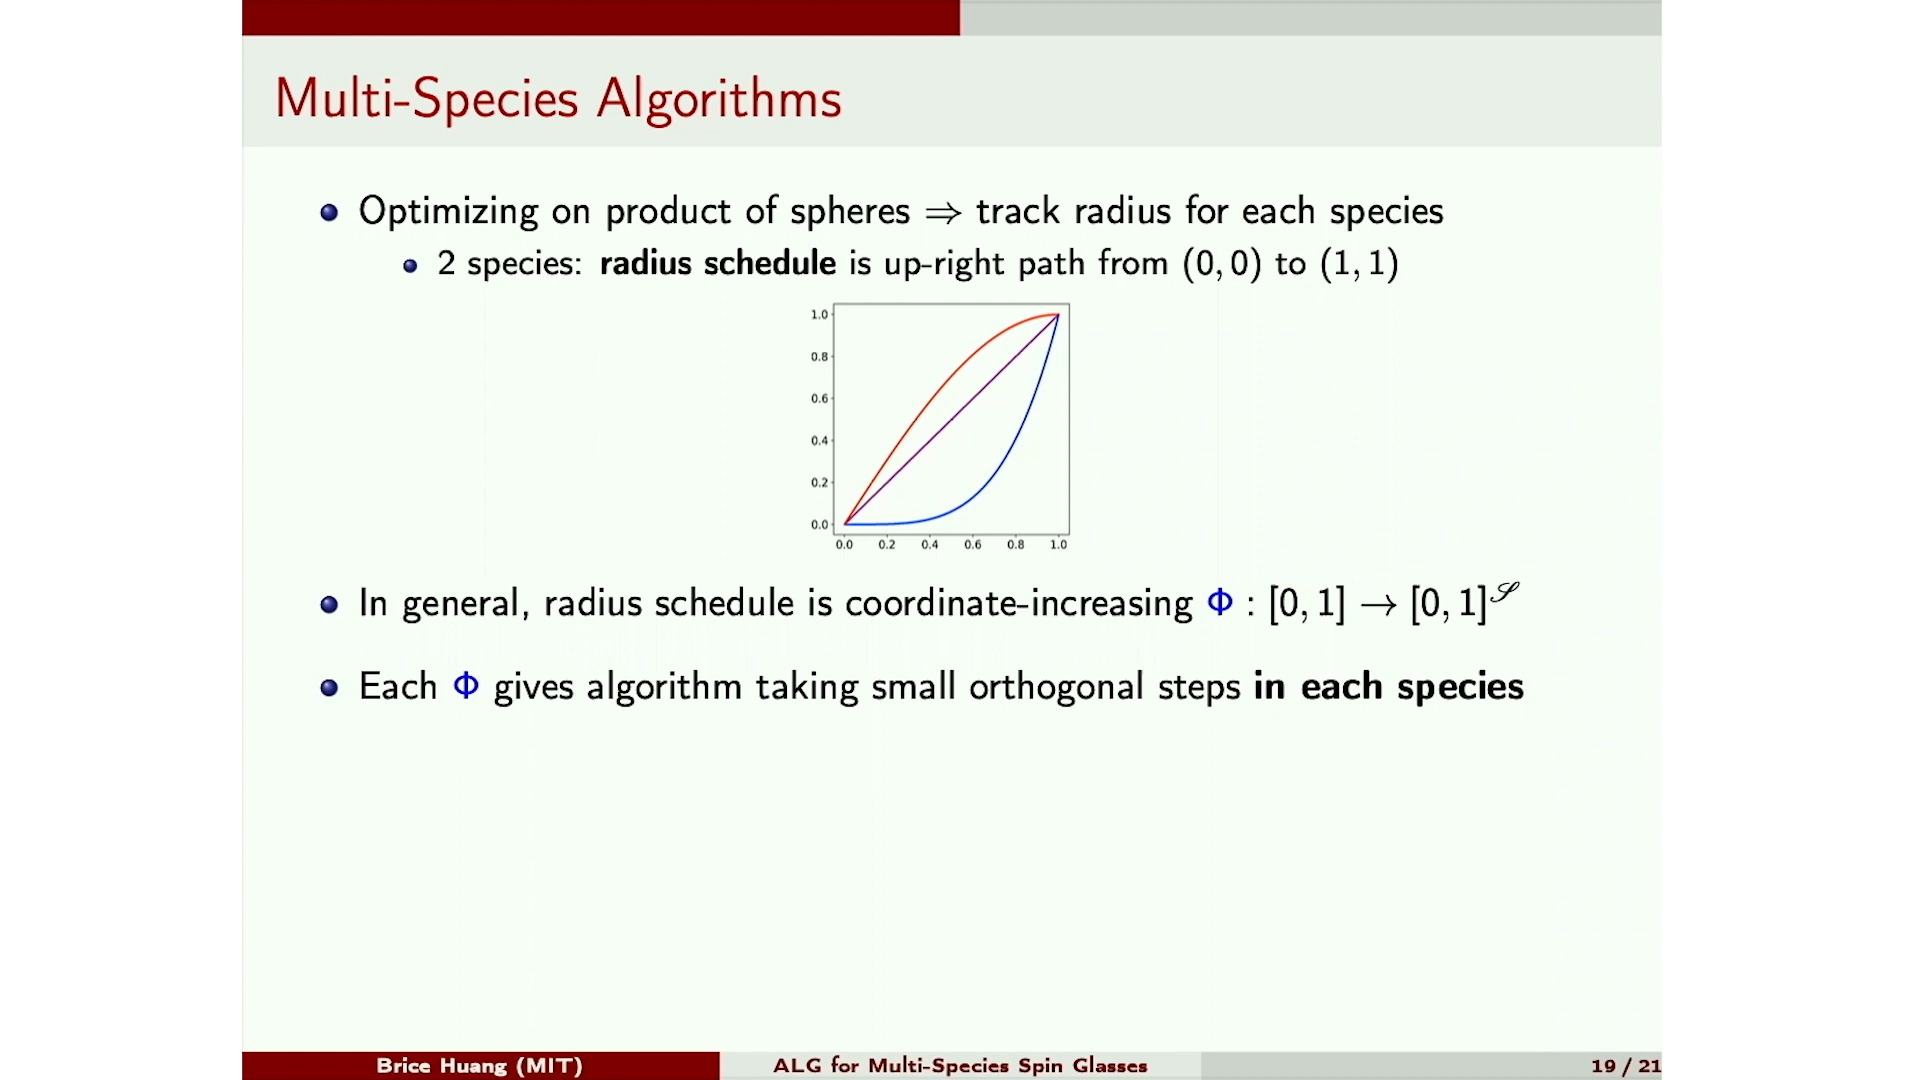 Multi-Species Algorithms
Optimizing on product of spheres ⇒ track radius for each species
2 species: radius schedule is up-right path from (0, 0) to (1, 1)
1.0
0.8
0.6
0.4
0.2
0.0
0.0 0.2 0.4 0.6 0.8 1.0
In general, radius schedule is coordinate-increasing Φ : [0, 1] → [0, 1]^𝒮
Each Φ gives algorithm taking small orthogonal steps in each species
Brice Huang (MIT) ALG for Multi-Species Spin Glasses 19 / 21